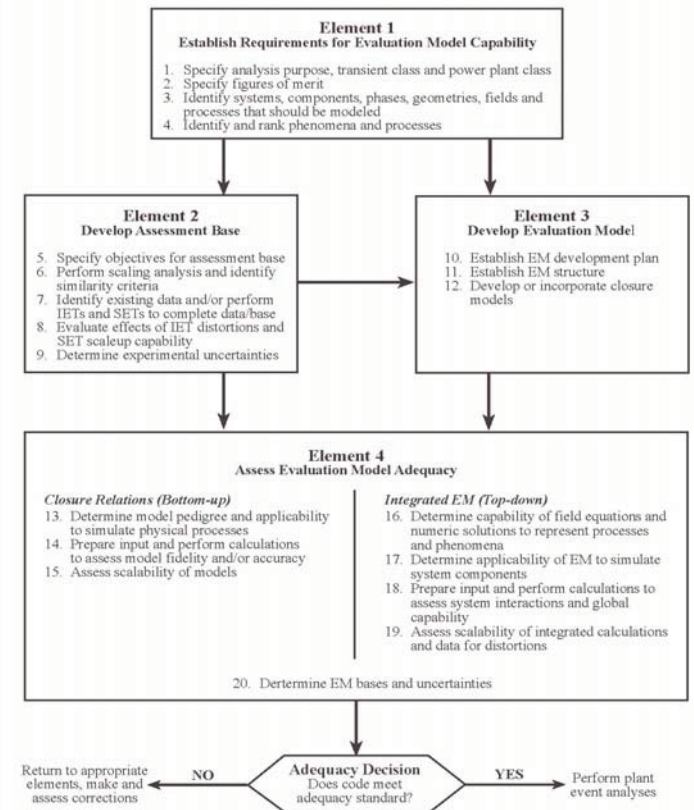 Element 1
Establish Requirements for Evaluation Model Capability
1. Specify analysis purpose, transient class and power plant class
2. Specify figures of merit
3. Identify systems, components, phases, geometries, fields and
processes that should be modeled
4. Identify and rank phenomena and processes
Element 2
Develop Assessment Base
5. Specify objectives for assessment base
6. Perform scaling analysis and identify
similarity criteria
7. Identify existing data and/or perform
IETs and SETs to complete data/base
8. Evaluate effects of IET distortions and
SET scaleup capability
9. Determine experimental uncertainties
Element 3
Develop Evaluation Model
10. Establish EM development plan
11. Establish EM structure
12. Develop or incorporate closure
models
Element 4
Assess Evaluation Model Adequacy
Closure Relations (Bottom-up)
13. Determine model pedigree and applicability
to simulate physical processes
14. Prepare input and perform calculations
to assess model fidelity and/or accuracy
15. Assess scalability of models
Integrated EM (Top-down)
16. Determine capability of field equations and
numeric solutions to represent processes
and phenomena
17. Determine applicability of EM to simulate
system components
18. Prepare input and perform calculations to
assess system interactions and global
capability
19. Assess scalability of integrated calculations
and data for distortions
20. Dertermine EM bases and uncertainties
Return to appropriate
elements, make and
assess corrections
NO
Adequacy Decision
Does code meet
adequacy standard?
YES
Perform plant
event analyses